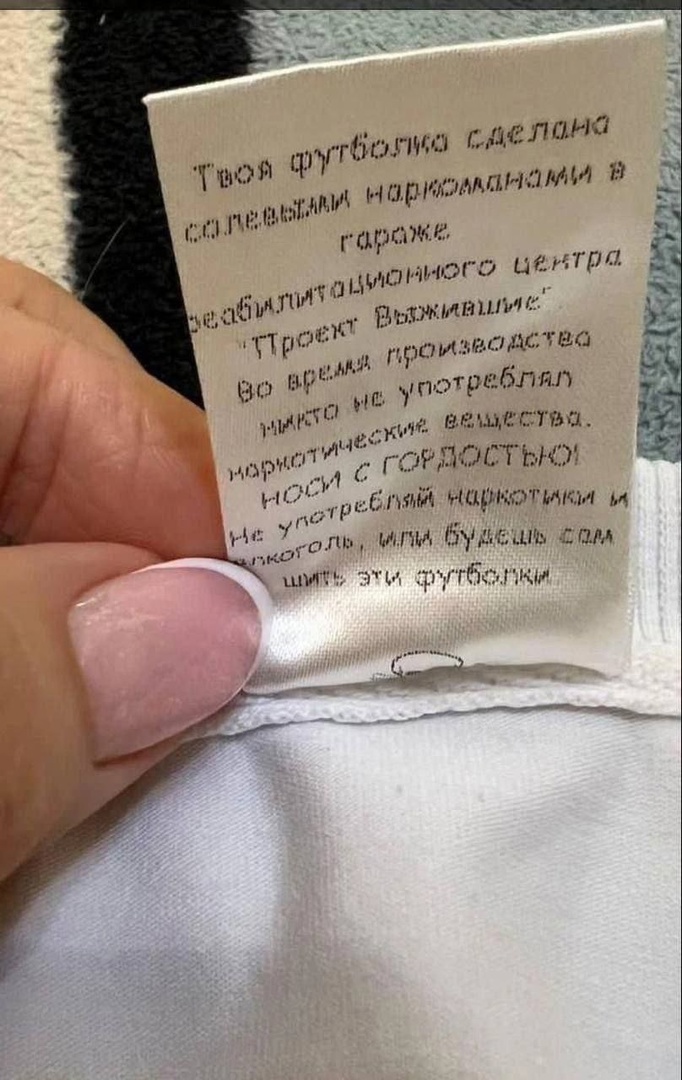 Твоя футболка сделана
солевыми наркоманами в
гараже
реабилитационного центра
"Проект Выжившие".
Во время производства
никто не употреблял
наркотические вещества.
НОСИ С ГОРДОСТЬЮ!
Не употребляй наркотики и
алкоголь, или будешь сам
шить эти футболки